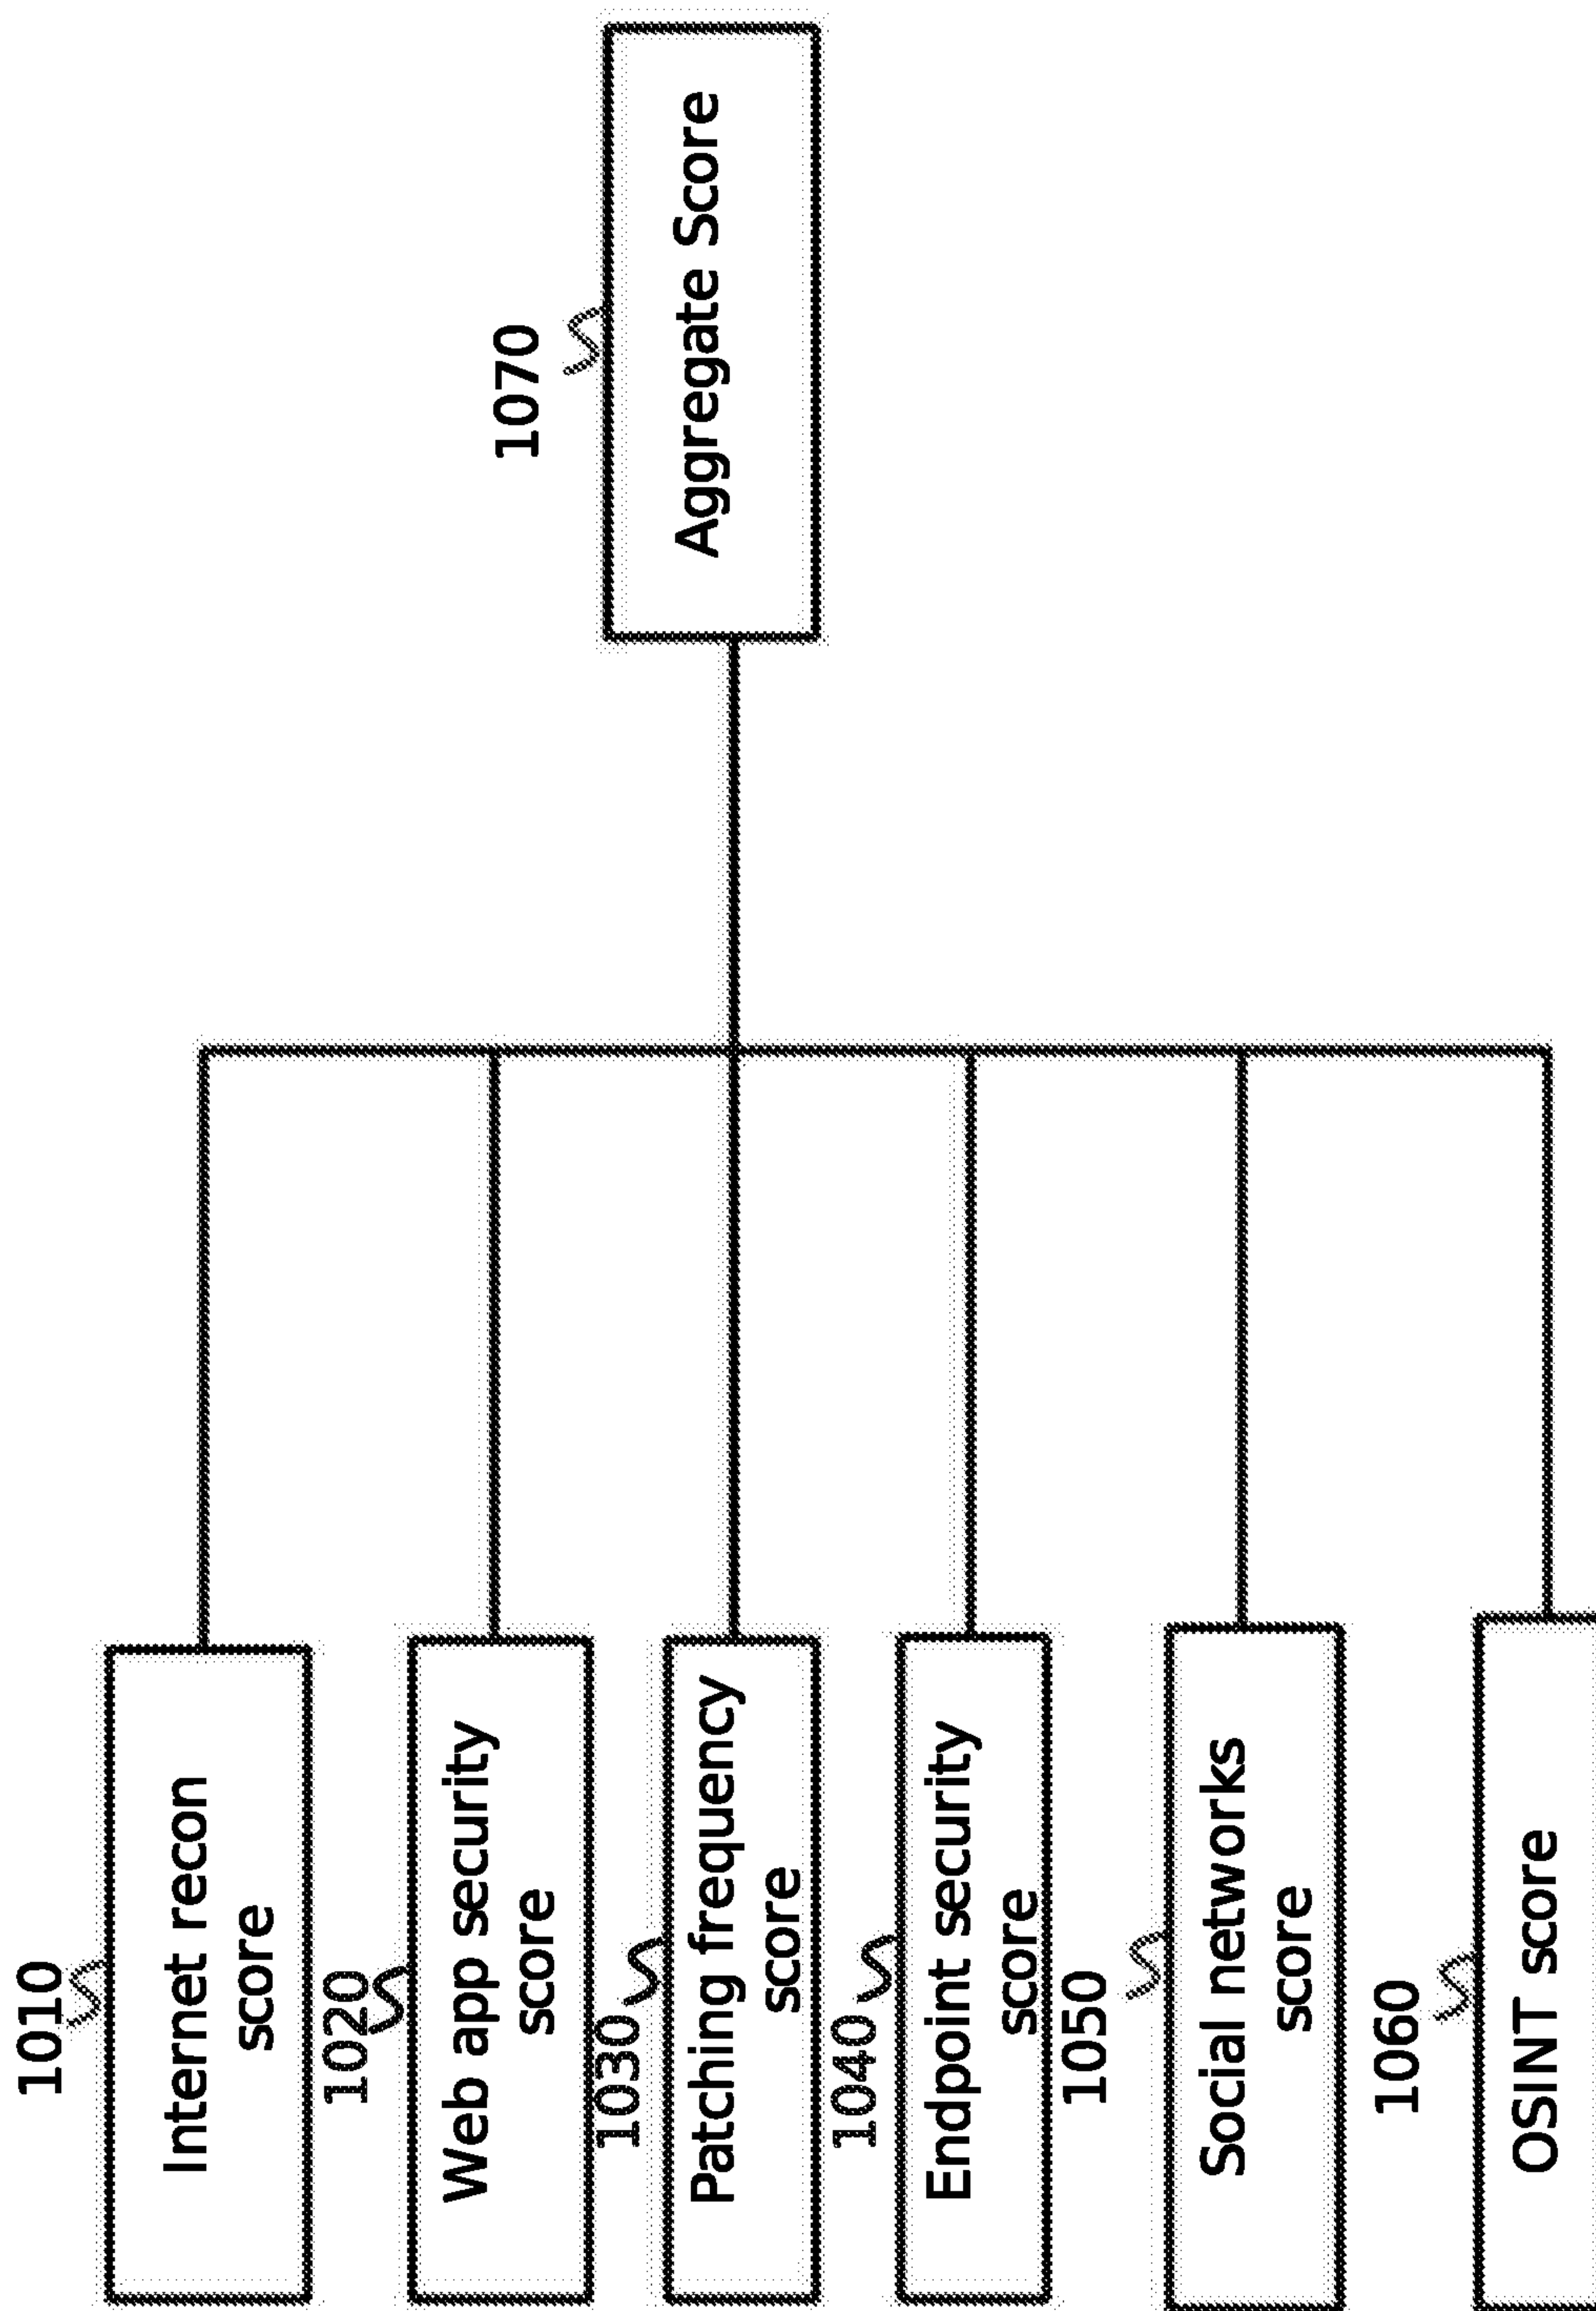 1010
Internet recon
score
1020
Web app security
score
1030
Patching frequency
score
1040
Endpoint security
score
1050
Social networks
score
1060
OSINT score
1070
Aggregate Score